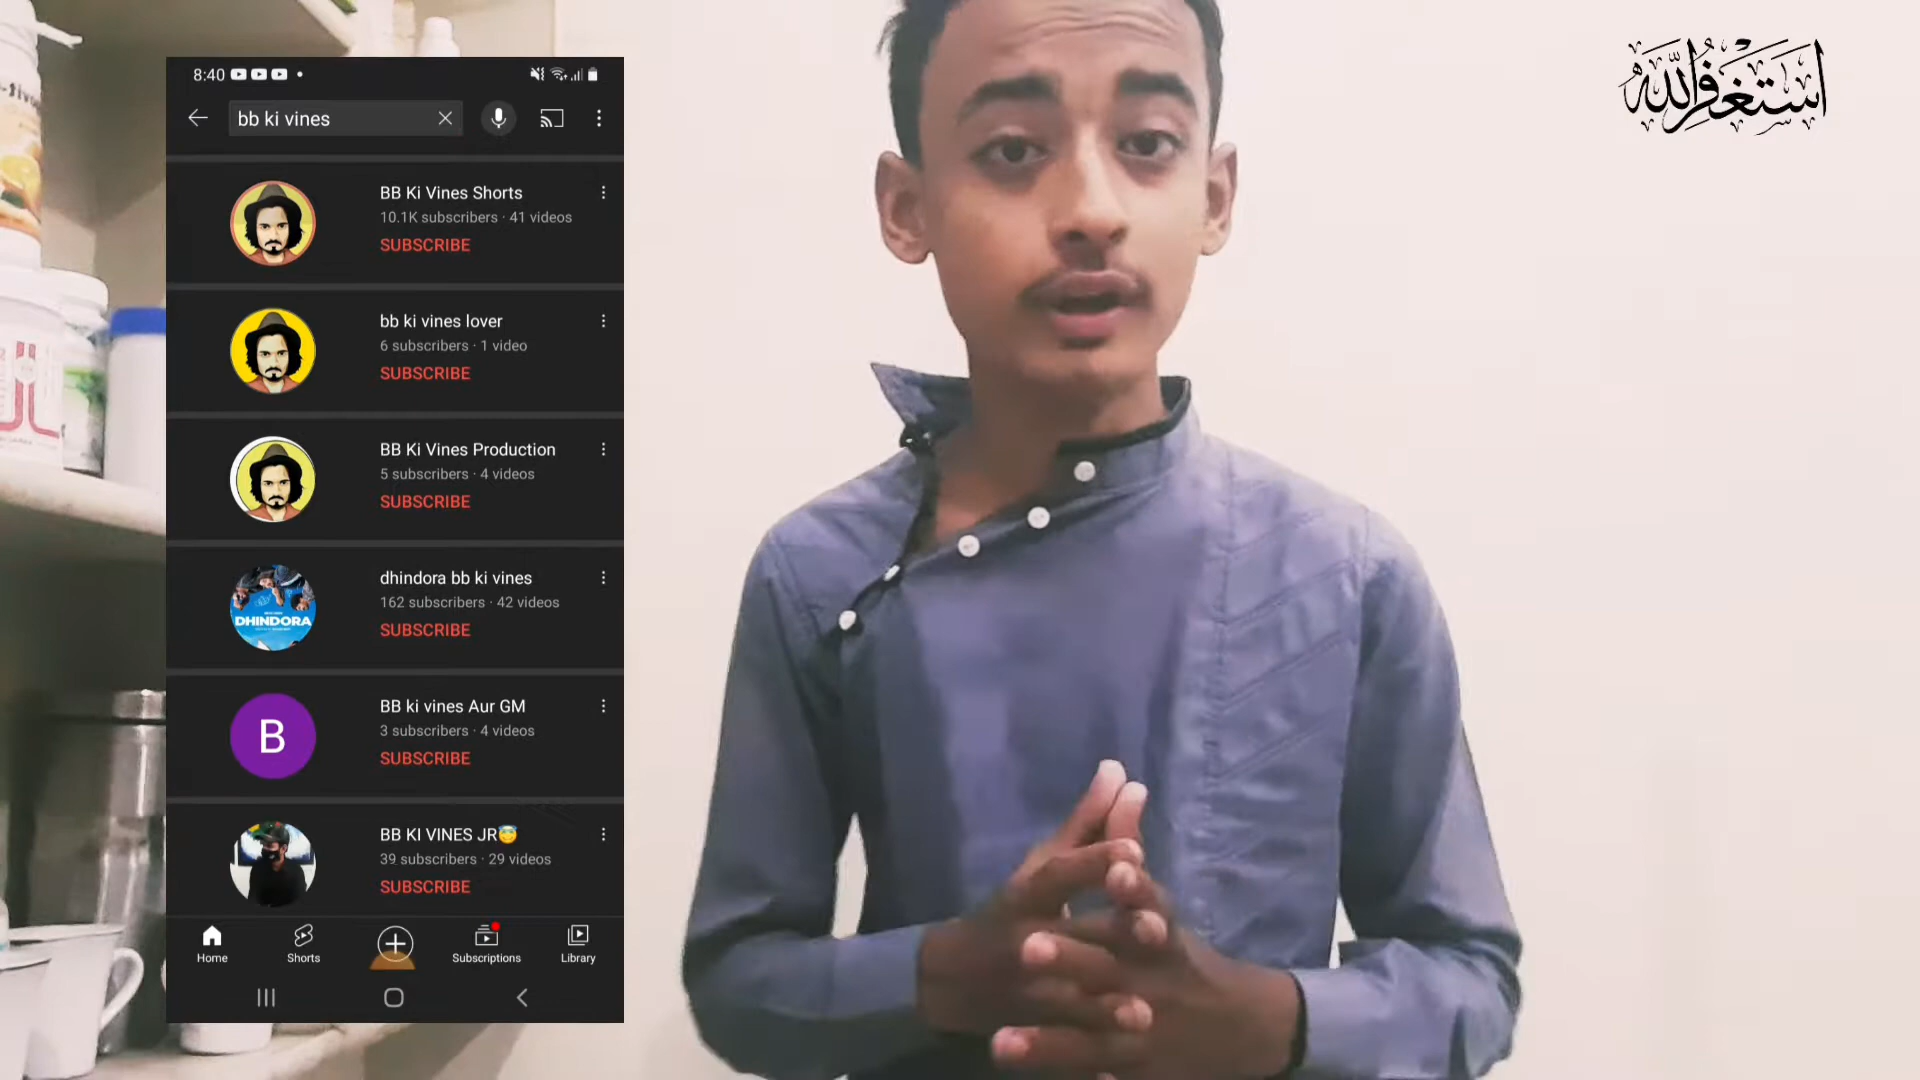 8:40
bb ki vines
BB Ki Vines Shorts
10.1K subscribers · 41 videos
SUBSCRIBE
bb ki vines lover
6 subscribers · 1 video
SUBSCRIBE
BB Ki Vines Production
5 subscribers · 4 videos
SUBSCRIBE
dhindora bb ki vines
162 subscribers · 42 videos
SUBSCRIBE
DHINDORA
BB ki vines Aur GM
3 subscribers · 4 videos
SUBSCRIBE
B
BB KI VINES JR😇
39 subscribers · 29 videos
SUBSCRIBE
Home
Shorts
Subscriptions
Library
أستغفر الله